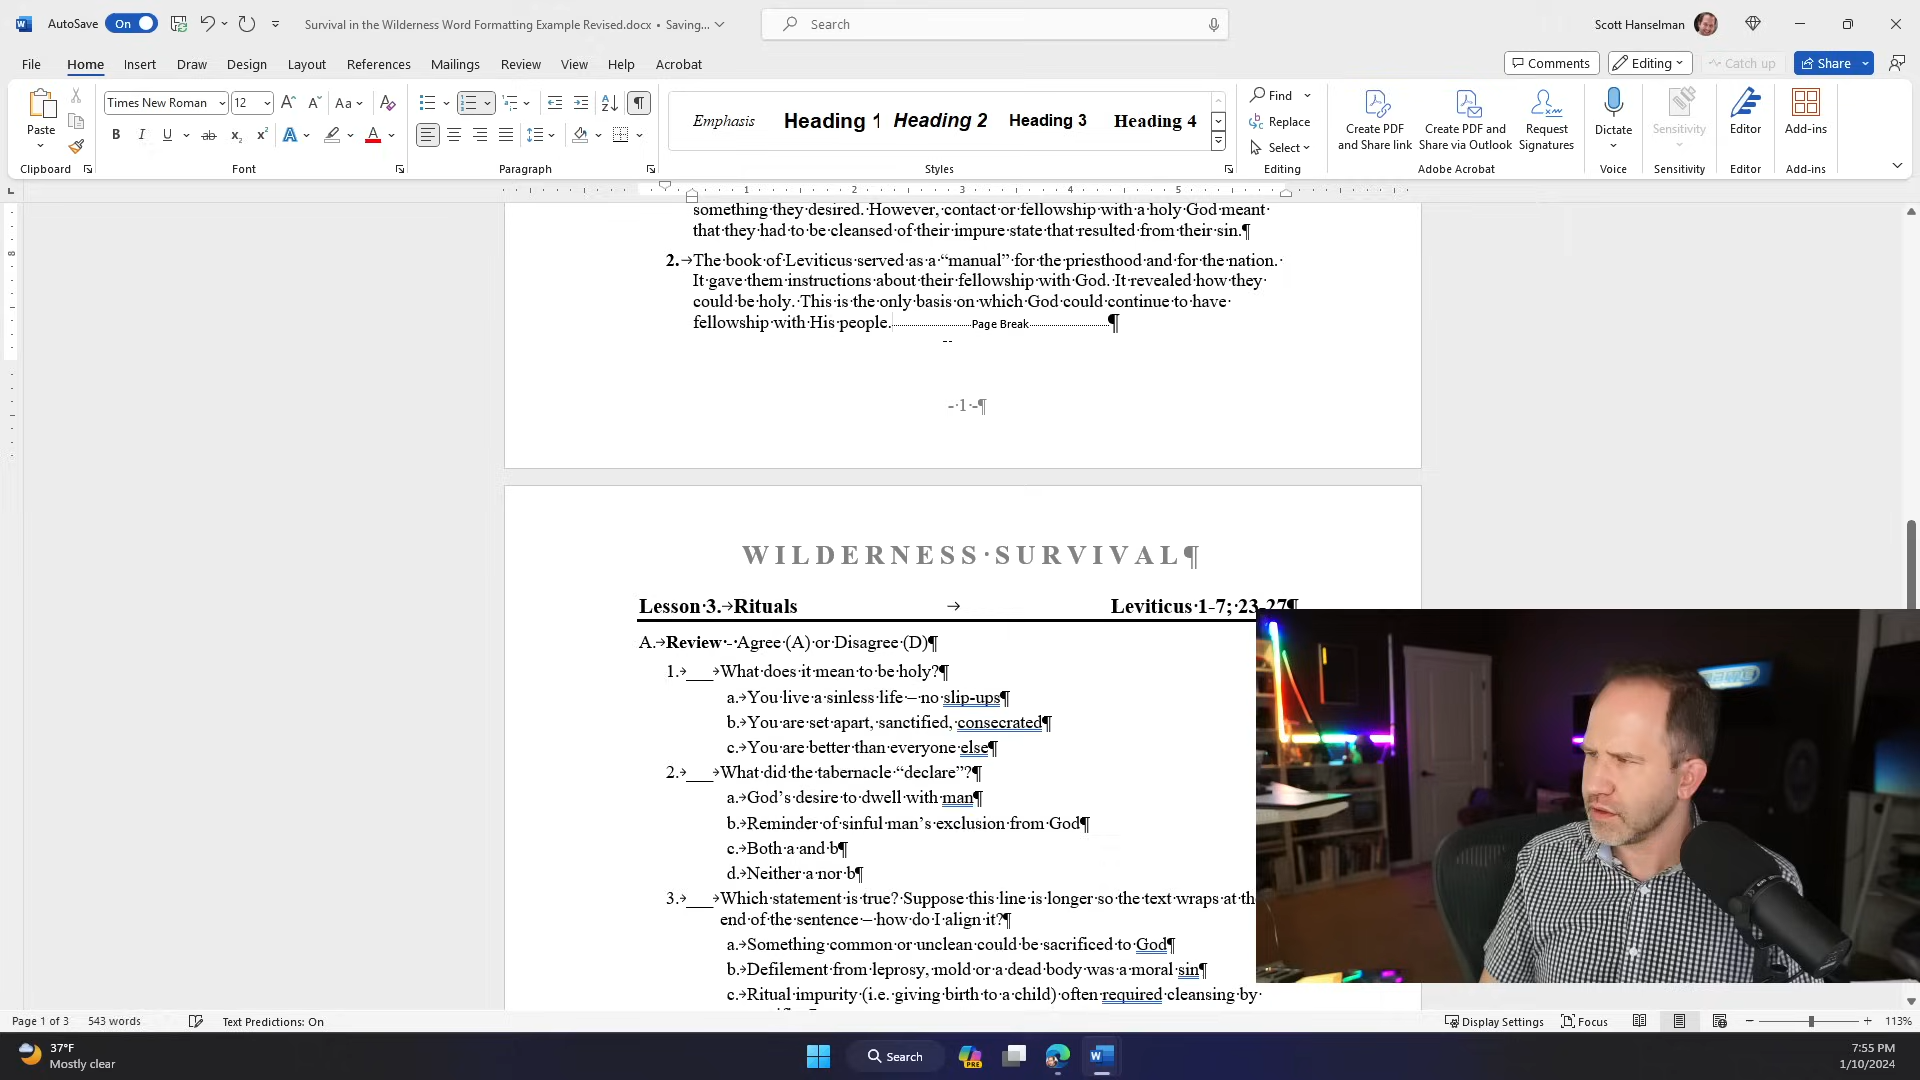 AutoSave On Survival in the Wilderness Word Formatting Example Revised.docx • Saving... Search Scott Hanselman
File Home Insert Draw Design Layout References Mailings Review View Help Acrobat Comments Editing Catch up Share
Paste
Clipboard
Times New Roman 12 Aa
B I U ab x₂ x² A A
Font
Paragraph
Emphasis Heading 1 Heading 2 Heading 3 Heading 4
Styles
Find
Replace
Select
Editing
Create PDF and Share link
Create PDF and Share via Outlook
Request Signatures
Adobe Acrobat
Dictate
Voice
Sensitivity
Sensitivity
Editor
Editor
Add-ins
Add-ins
1 2 3 4 5
8
something·they·desired.·However,·contact·or·fellowship·with·a·holy·God·meant·
that·they·had·to·be·cleansed·of·their·impure·state·that·resulted·from·their·sin.¶
2.→The·book·of·Leviticus·served·as·a·“manual”·for·the·priesthood·and·for·the·nation.·
It·gave·them·instructions·about·their·fellowship·with·God.·It·revealed·how·they·
could·be·holy.·This·is·the·only·basis·on·which·God·could·continue·to·have·
fellowship·with·His·people. Page Break ¶
-·1·-¶
WILDERNESS·SURVIVAL¶
Lesson·3.→Rituals → Leviticus·1-7;·23-27¶
A.→Review·-·Agree·(A)·or·Disagree·(D)¶
1.→___→What·does·it·mean·to·be·holy?¶
a.→You·live·a·sinless·life·–·no·slip-ups¶
b.→You·are·set·apart,·sanctified,·consecrated¶
c.→You·are·better·than·everyone·else¶
2.→___→What·did·the·tabernacle·“declare”?¶
a.→God’s·desire·to·dwell·with·man¶
b.→Reminder·of·sinful·man’s·exclusion·from·God¶
c.→Both·a·and·b¶
d.→Neither·a·nor·b¶
3.→___→Which·statement·is·true?·Suppose·this·line·is·longer·so·the·text·wraps·at·the
end·of·the·sentence·–·how·do·I·align·it?¶
a.→Something·common·or·unclean·could·be·sacrificed·to·God¶
b.→Defilement·from·leprosy,·mold·or·a·dead·body·was·a·moral·sin¶
c.→Ritual·impurity·(i.e.·giving·birth·to·a·child)·often·required·cleansing·by·
Page 1 of 3 543 words Text Predictions: On Display Settings Focus 113%
37°F
Mostly clear
Search
PRE
7:55 PM
1/10/2024